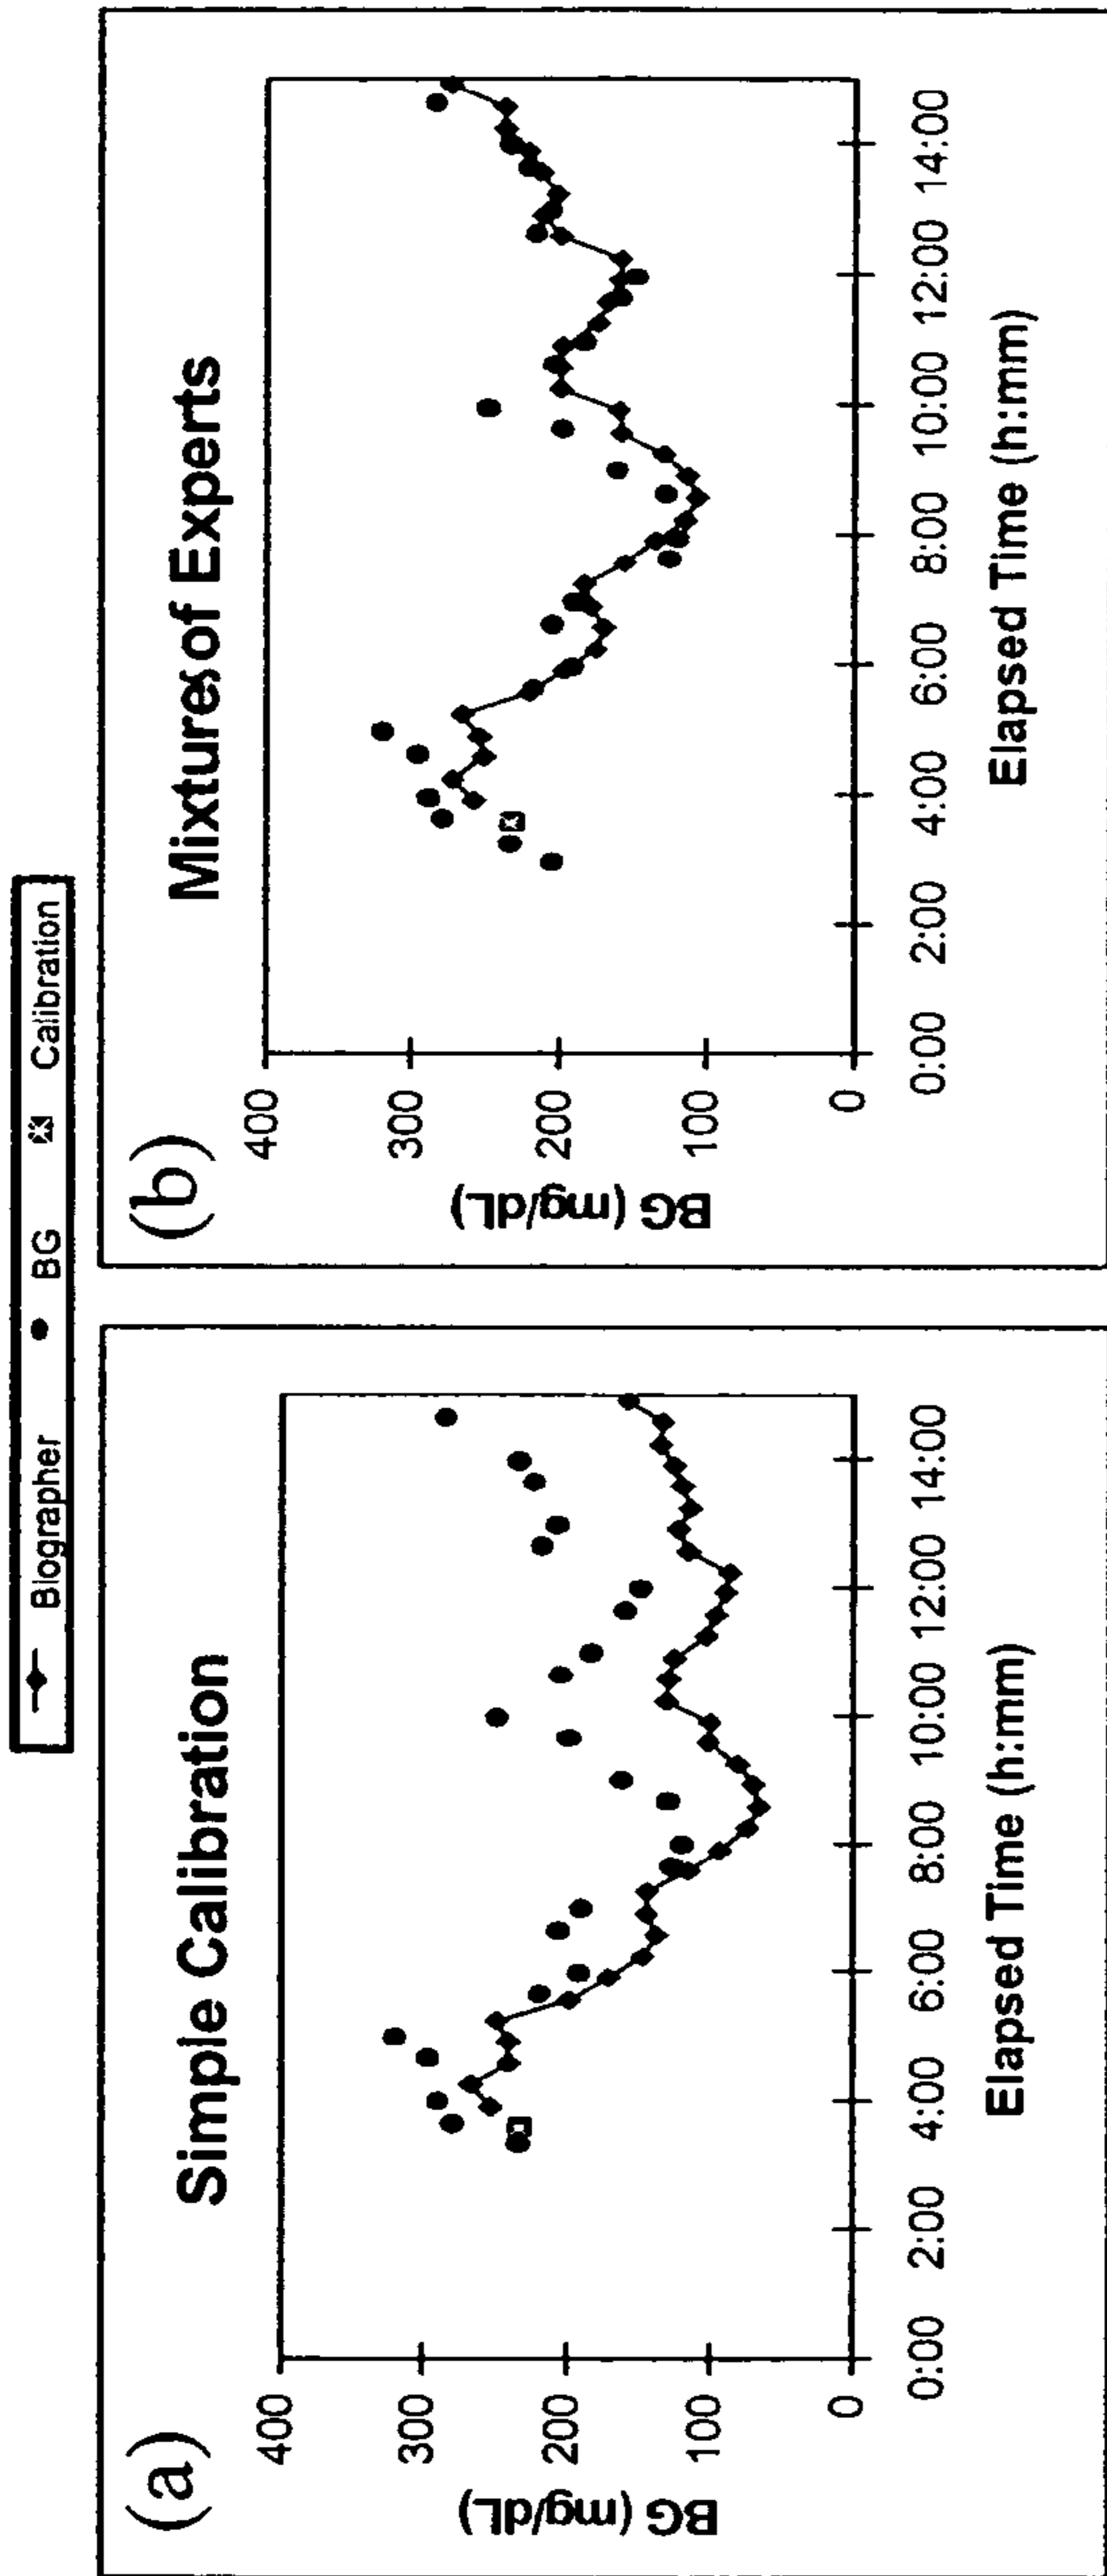 Biographer BG Calibration
(a)
Simple Calibration
BG (mg/dL)
400
300
200
100
0
0:00 2:00 4:00 6:00 8:00 10:00 12:00 14:00
Elapsed Time (h:mm)
(b)
Mixtures of Experts
BG (mg/dL)
400
300
200
100
0
0:00 2:00 4:00 6:00 8:00 10:00 12:00 14:00
Elapsed Time (h:mm)